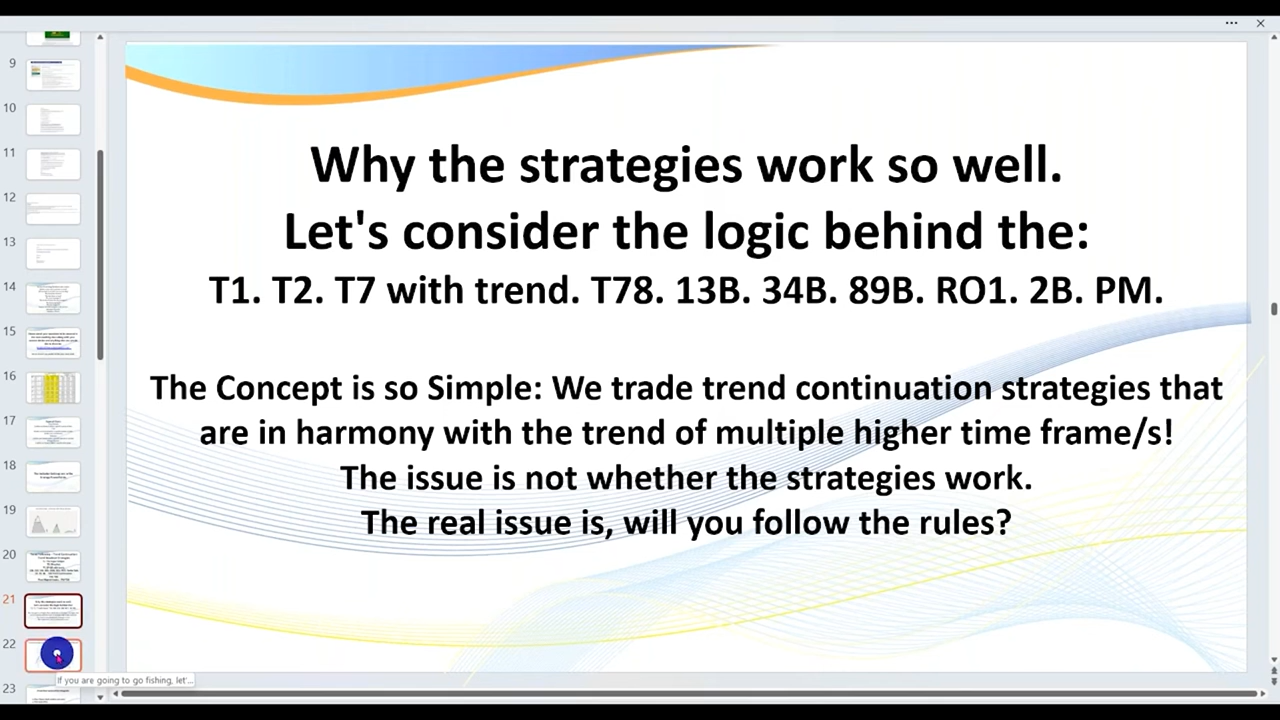 Why the strategies work so well.
Let's consider the logic behind the:
T1. T2. T7 with trend. T78. 13B. 34B. 89B. RO1. 2B. PM.
The Concept is so Simple: We trade trend continuation strategies that
are in harmony with the trend of multiple higher time frame/s!
The issue is not whether the strategies work.
The real issue is, will you follow the rules?
9
10
11
12
13
14
15
16
17
18
19
20
21
22
23
If you are going to go fishing, let'...